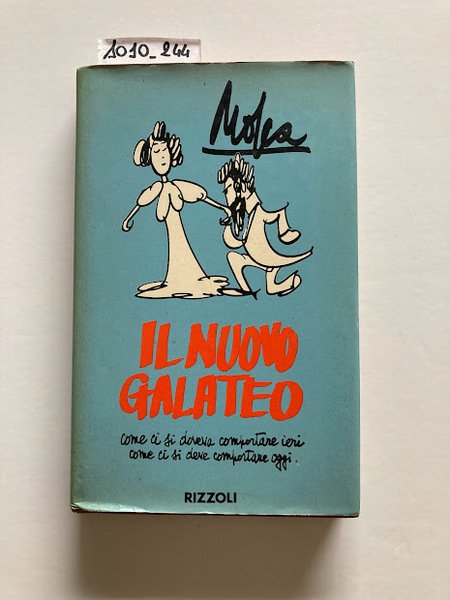 1010_244
Mosca
IL NUOVO
GALATEO
come ci si doveva comportare ieri
come ci si deve comportare oggi.
RIZZOLI